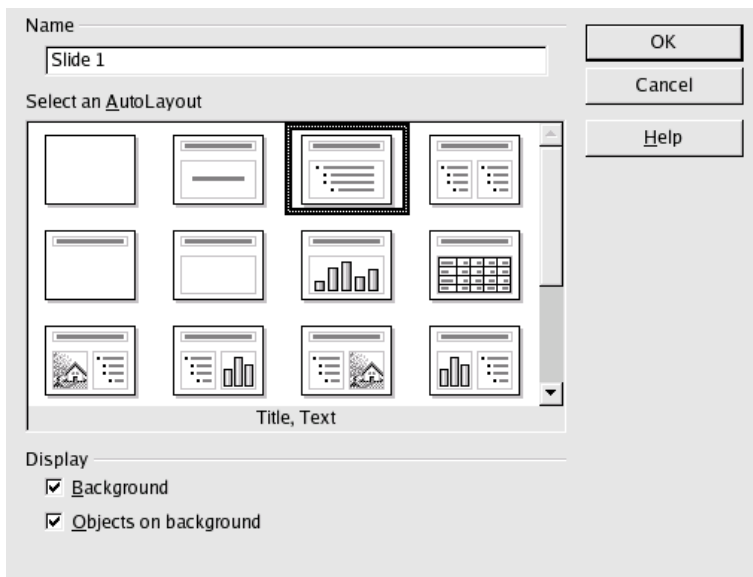 Name
Slide 1
Select an AutoLayout
Title, Text
Display
Background
Objects on background
OK
Cancel
Help